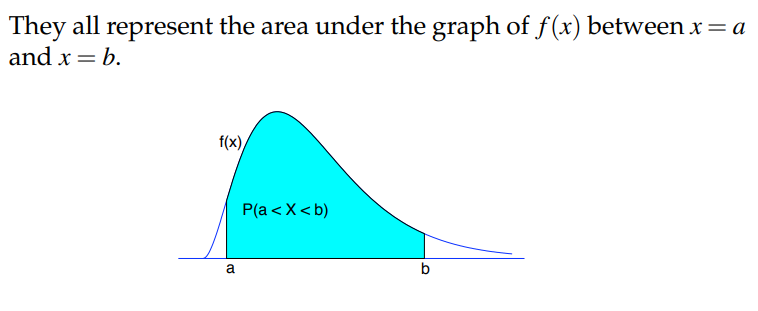 They all represent the area under the graph of f(x) between x = a
and x = b.
f(x)
P(a < X < b)
a
b